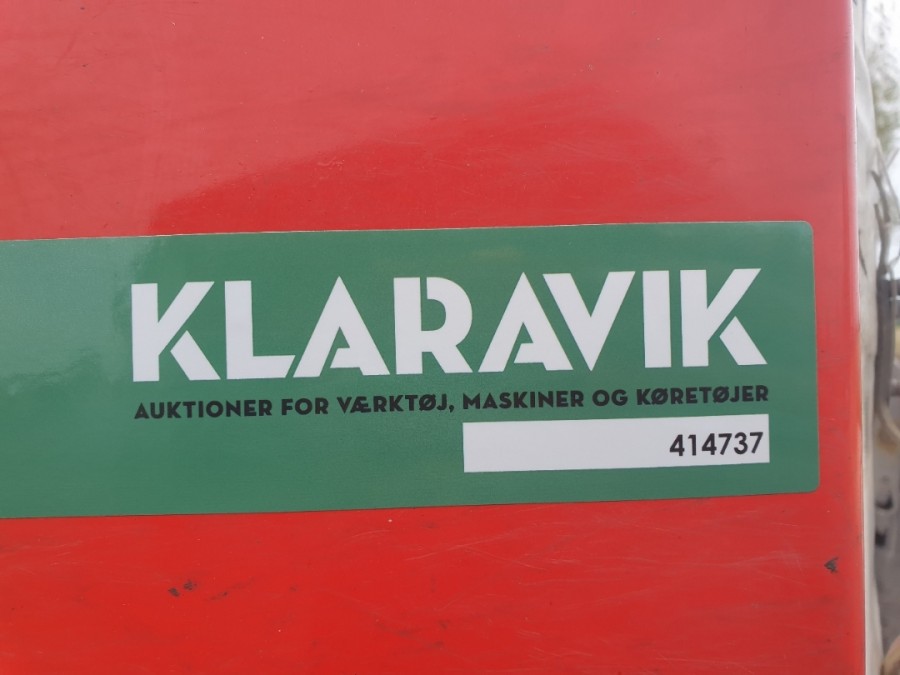 KLARAVIK
AUKTIONER FOR VÆRKTØJ, MASKINER OG KØRETØJER
414737